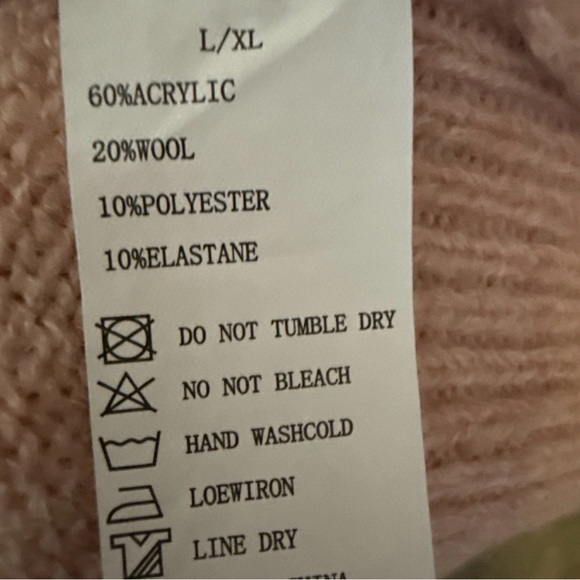 L/XL
60%ACRYLIC
20%WOOL
10%POLYESTER
10%ELASTANE
DO NOT TUMBLE DRY
NO NOT BLEACH
HAND WASHCOLD
LOEWIRON
LINE DRY